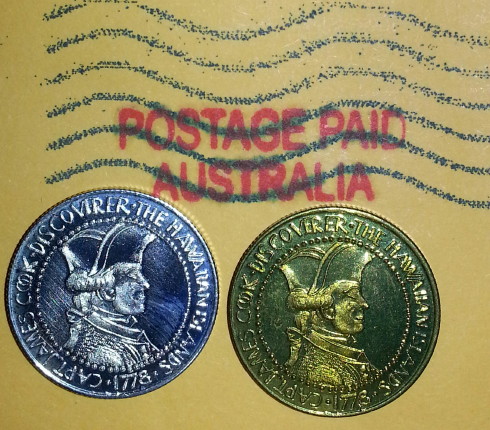 POSTAGE PAID
AUSTRALIA
CAPT JAMES COOK · DISCOVERER · THE HAWAIIAN ISLANDS · 1778 ·
CAPT JAMES COOK · DISCOVERER · THE HAWAIIAN ISLANDS · 1778 ·